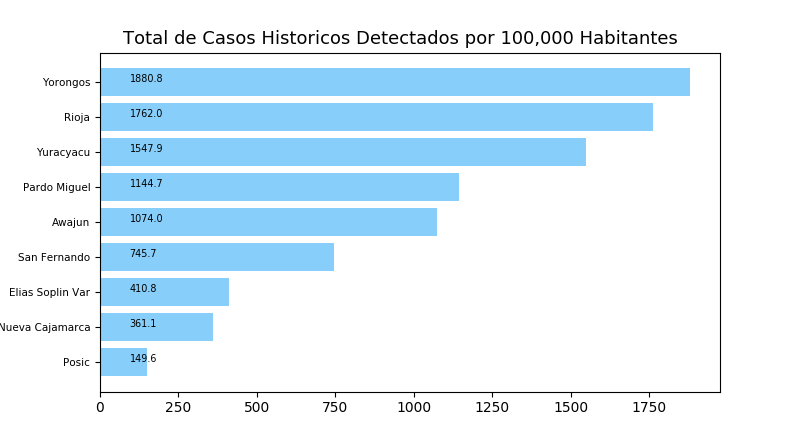 Total de Casos Historicos Detectados por 100,000 Habitantes
Yorongos 1880.8
Rioja 1762.0
Yuracyacu 1547.9
Pardo Miguel 1144.7
Awajun 1074.0
San Fernando 745.7
Elias Soplin Var 410.8
Nueva Cajamarca 361.1
Posic 149.6
0 250 500 750 1000 1250 1500 1750